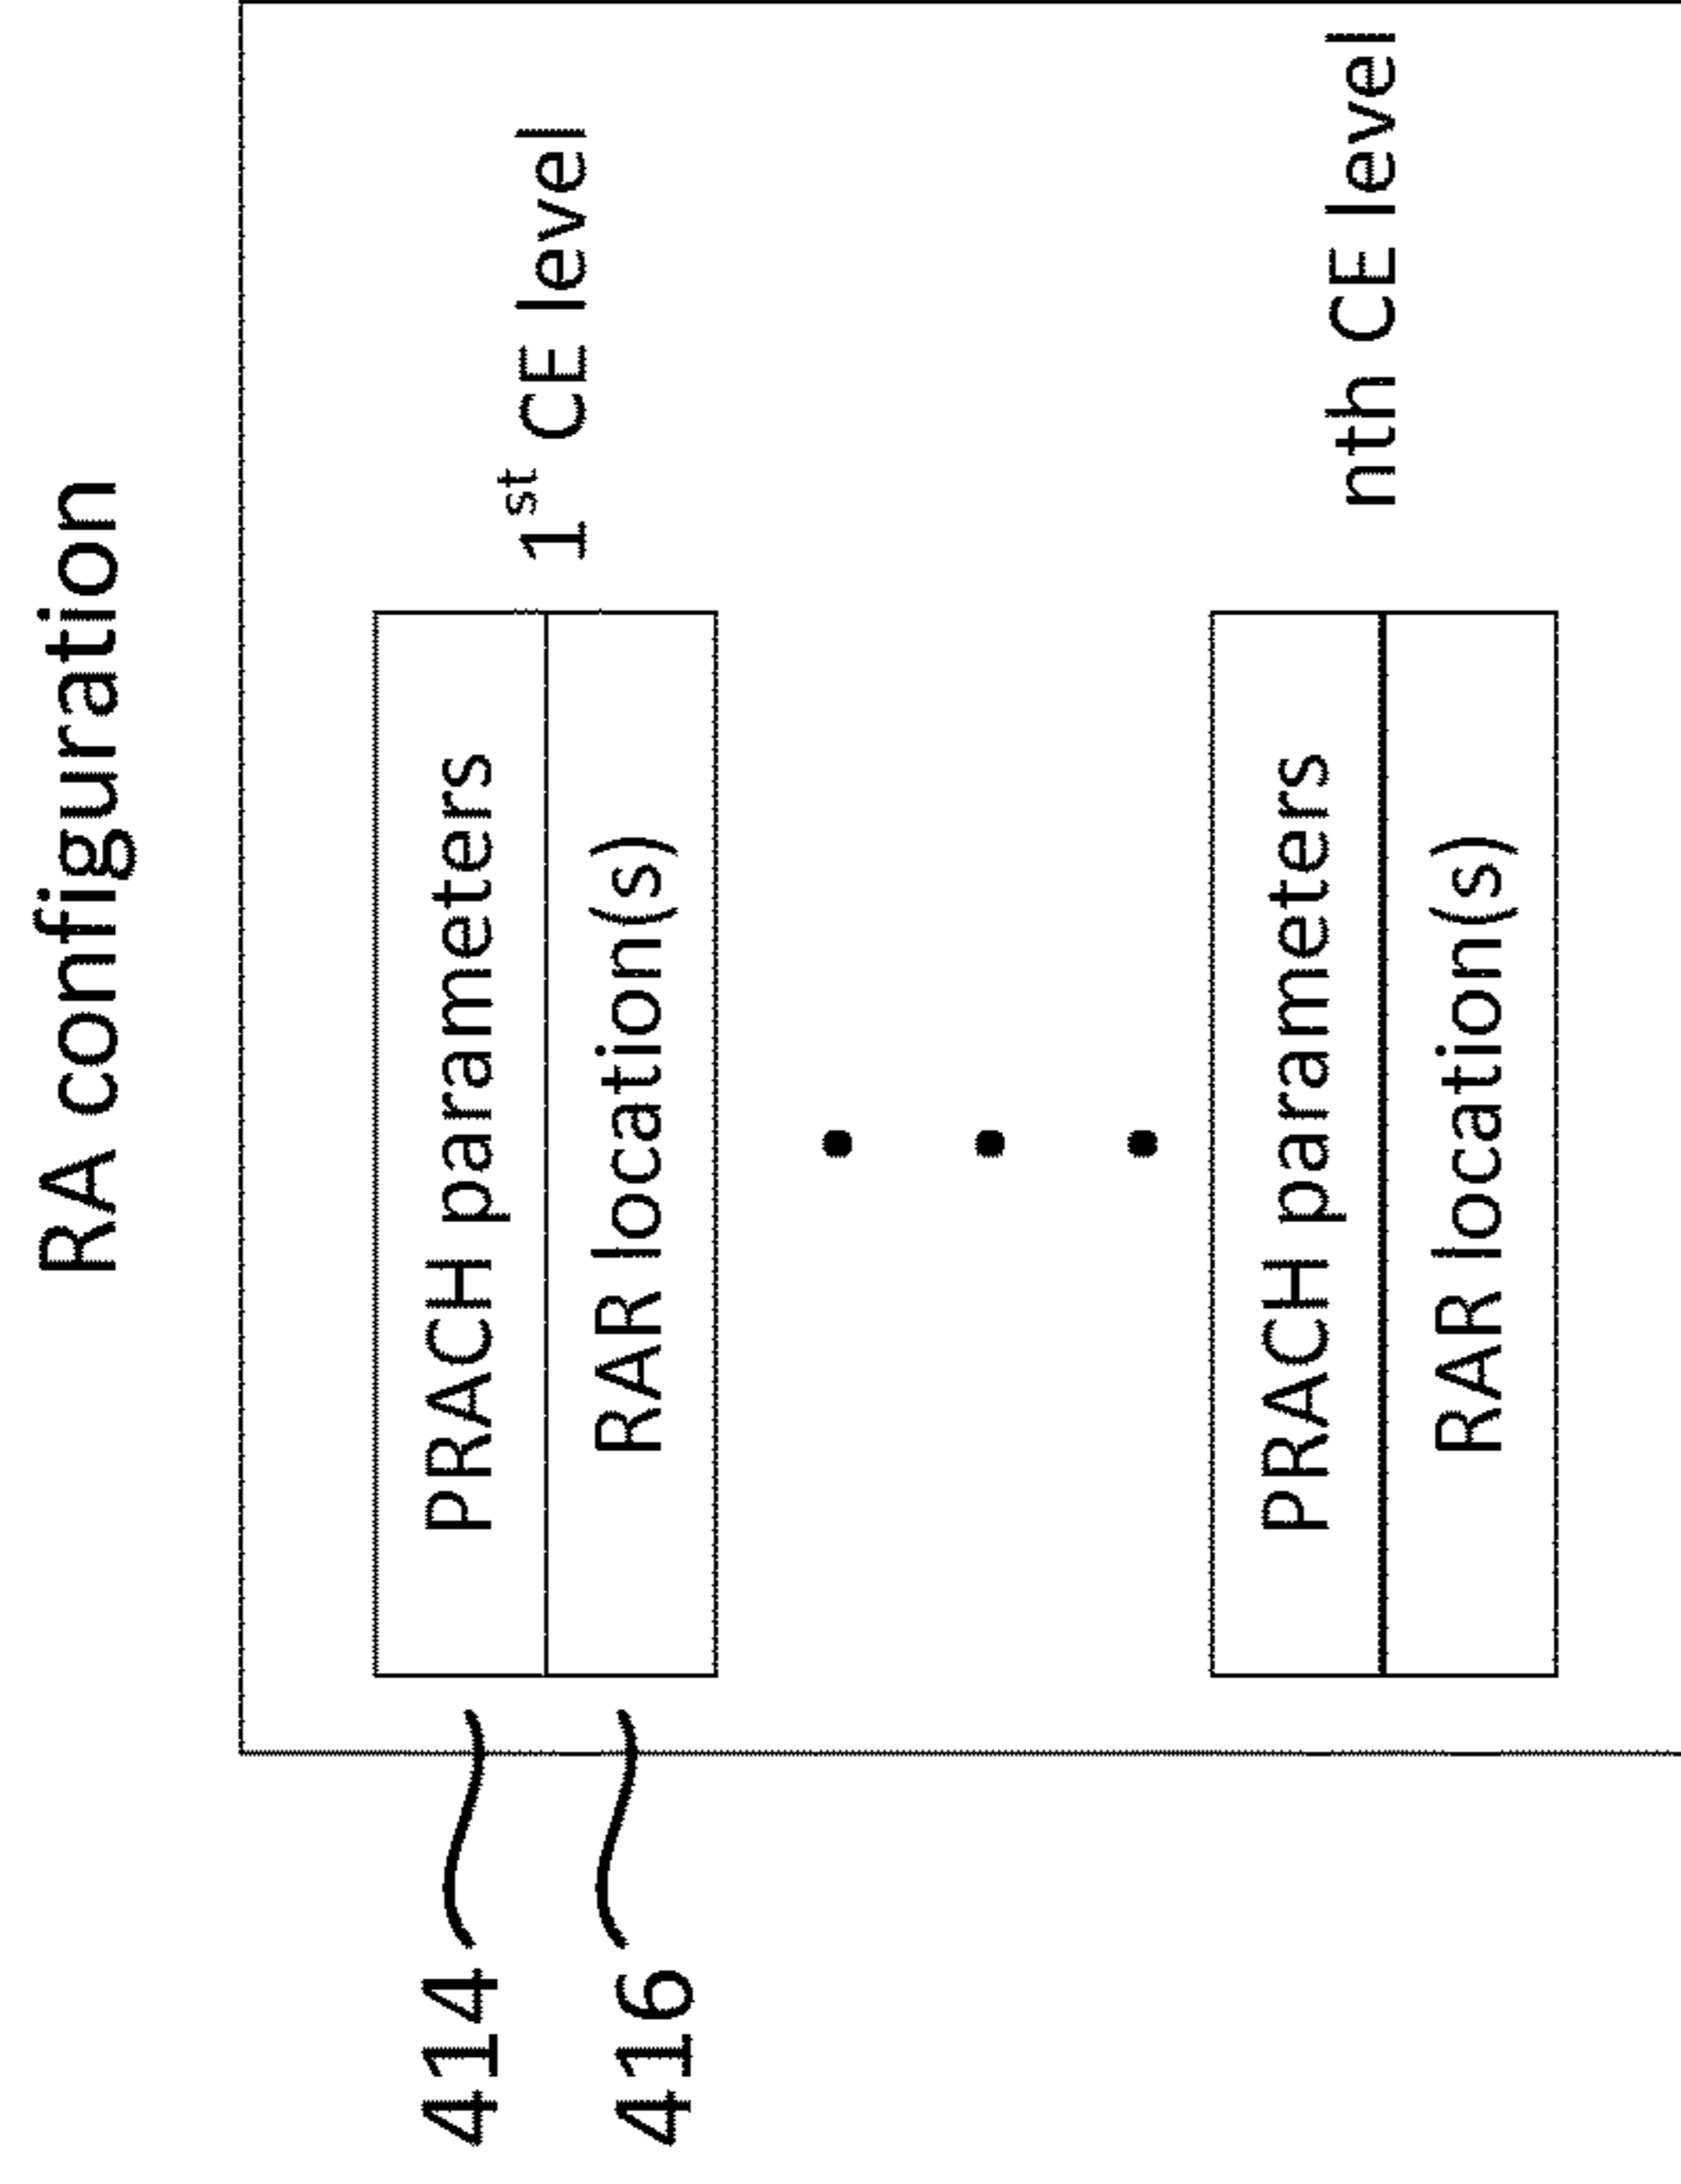 RA configuration
414
PRACH parameters
1st CE level
416
RAR location(s)
PRACH parameters
nth CE level
RAR location(s)